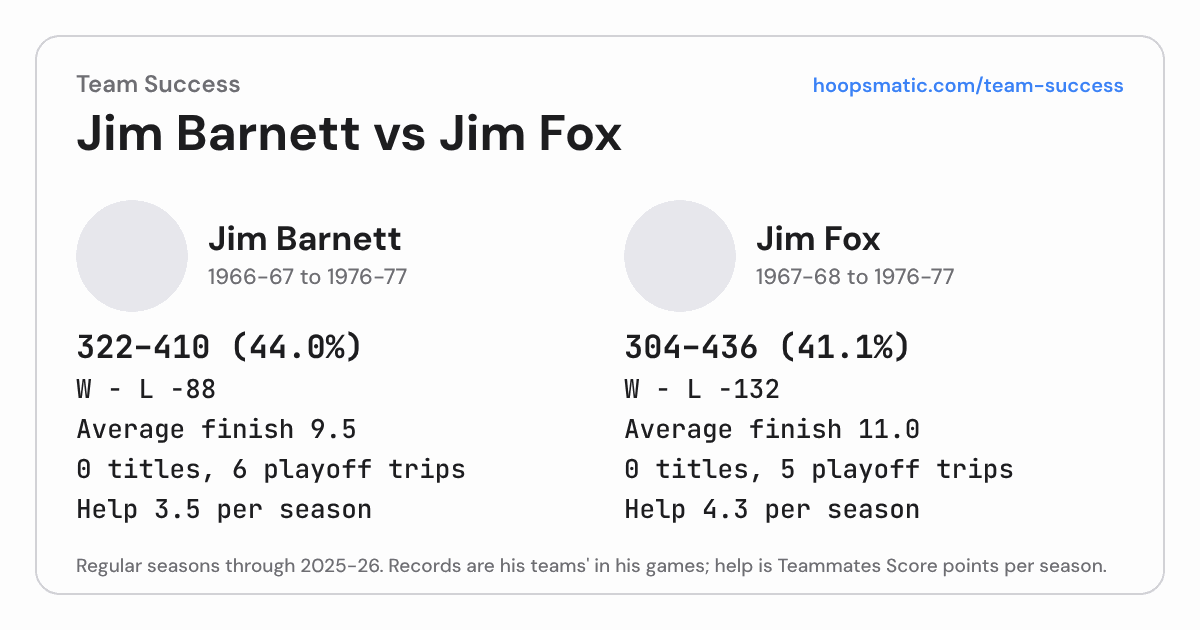 Team Success
hoopsmatic.com/team-success
Jim Barnett vs Jim Fox
Jim Barnett
1966-67 to 1976-77
322-410 (44.0%)
W - L -88
Average finish 9.5
0 titles, 6 playoff trips
Help 3.5 per season
Jim Fox
1967-68 to 1976-77
304-436 (41.1%)
W - L -132
Average finish 11.0
0 titles, 5 playoff trips
Help 4.3 per season
Regular seasons through 2025-26. Records are his teams' in his games; help is Teammates Score points per season.